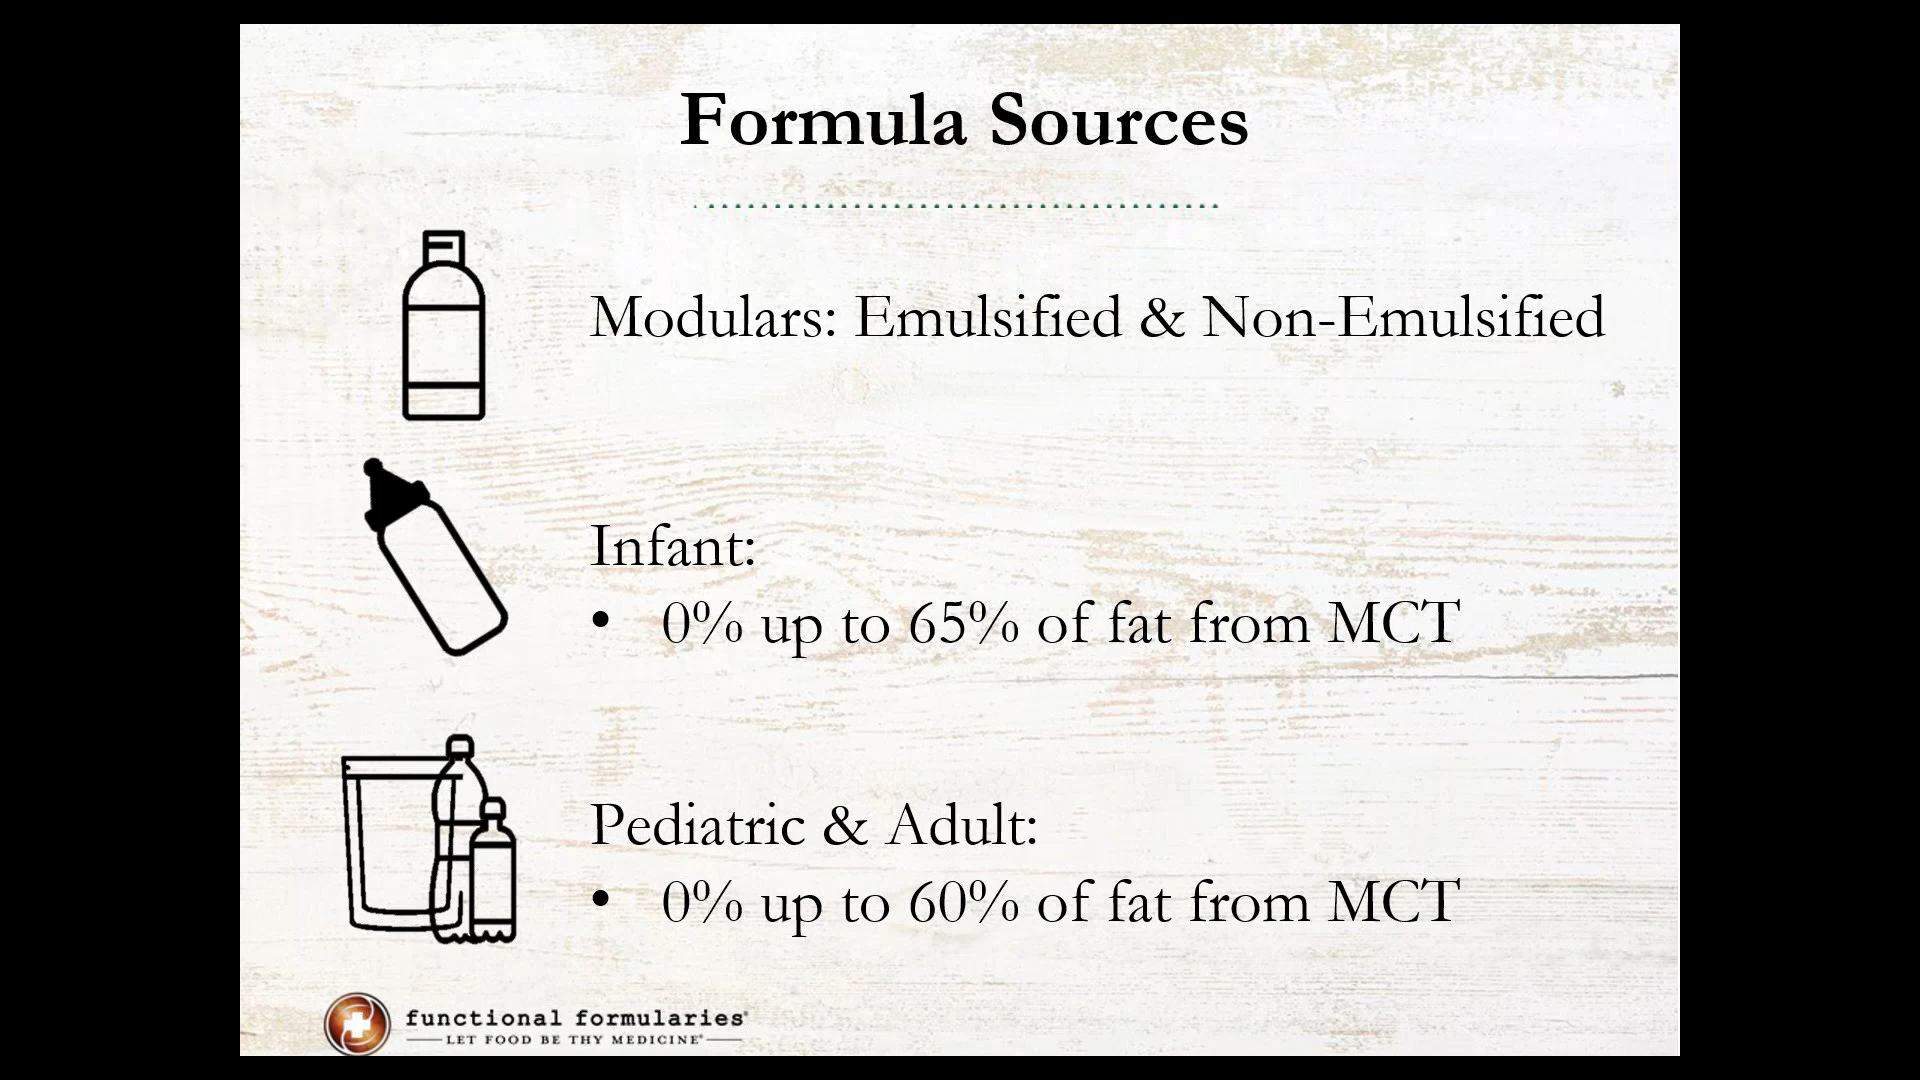 Formula Sources
Modulars: Emulsified & Non-Emulsified
Infant:
• 0% up to 65% of fat from MCT
Pediatric & Adult:
• 0% up to 60% of fat from MCT
functional formularies®
LET FOOD BE THY MEDICINE®